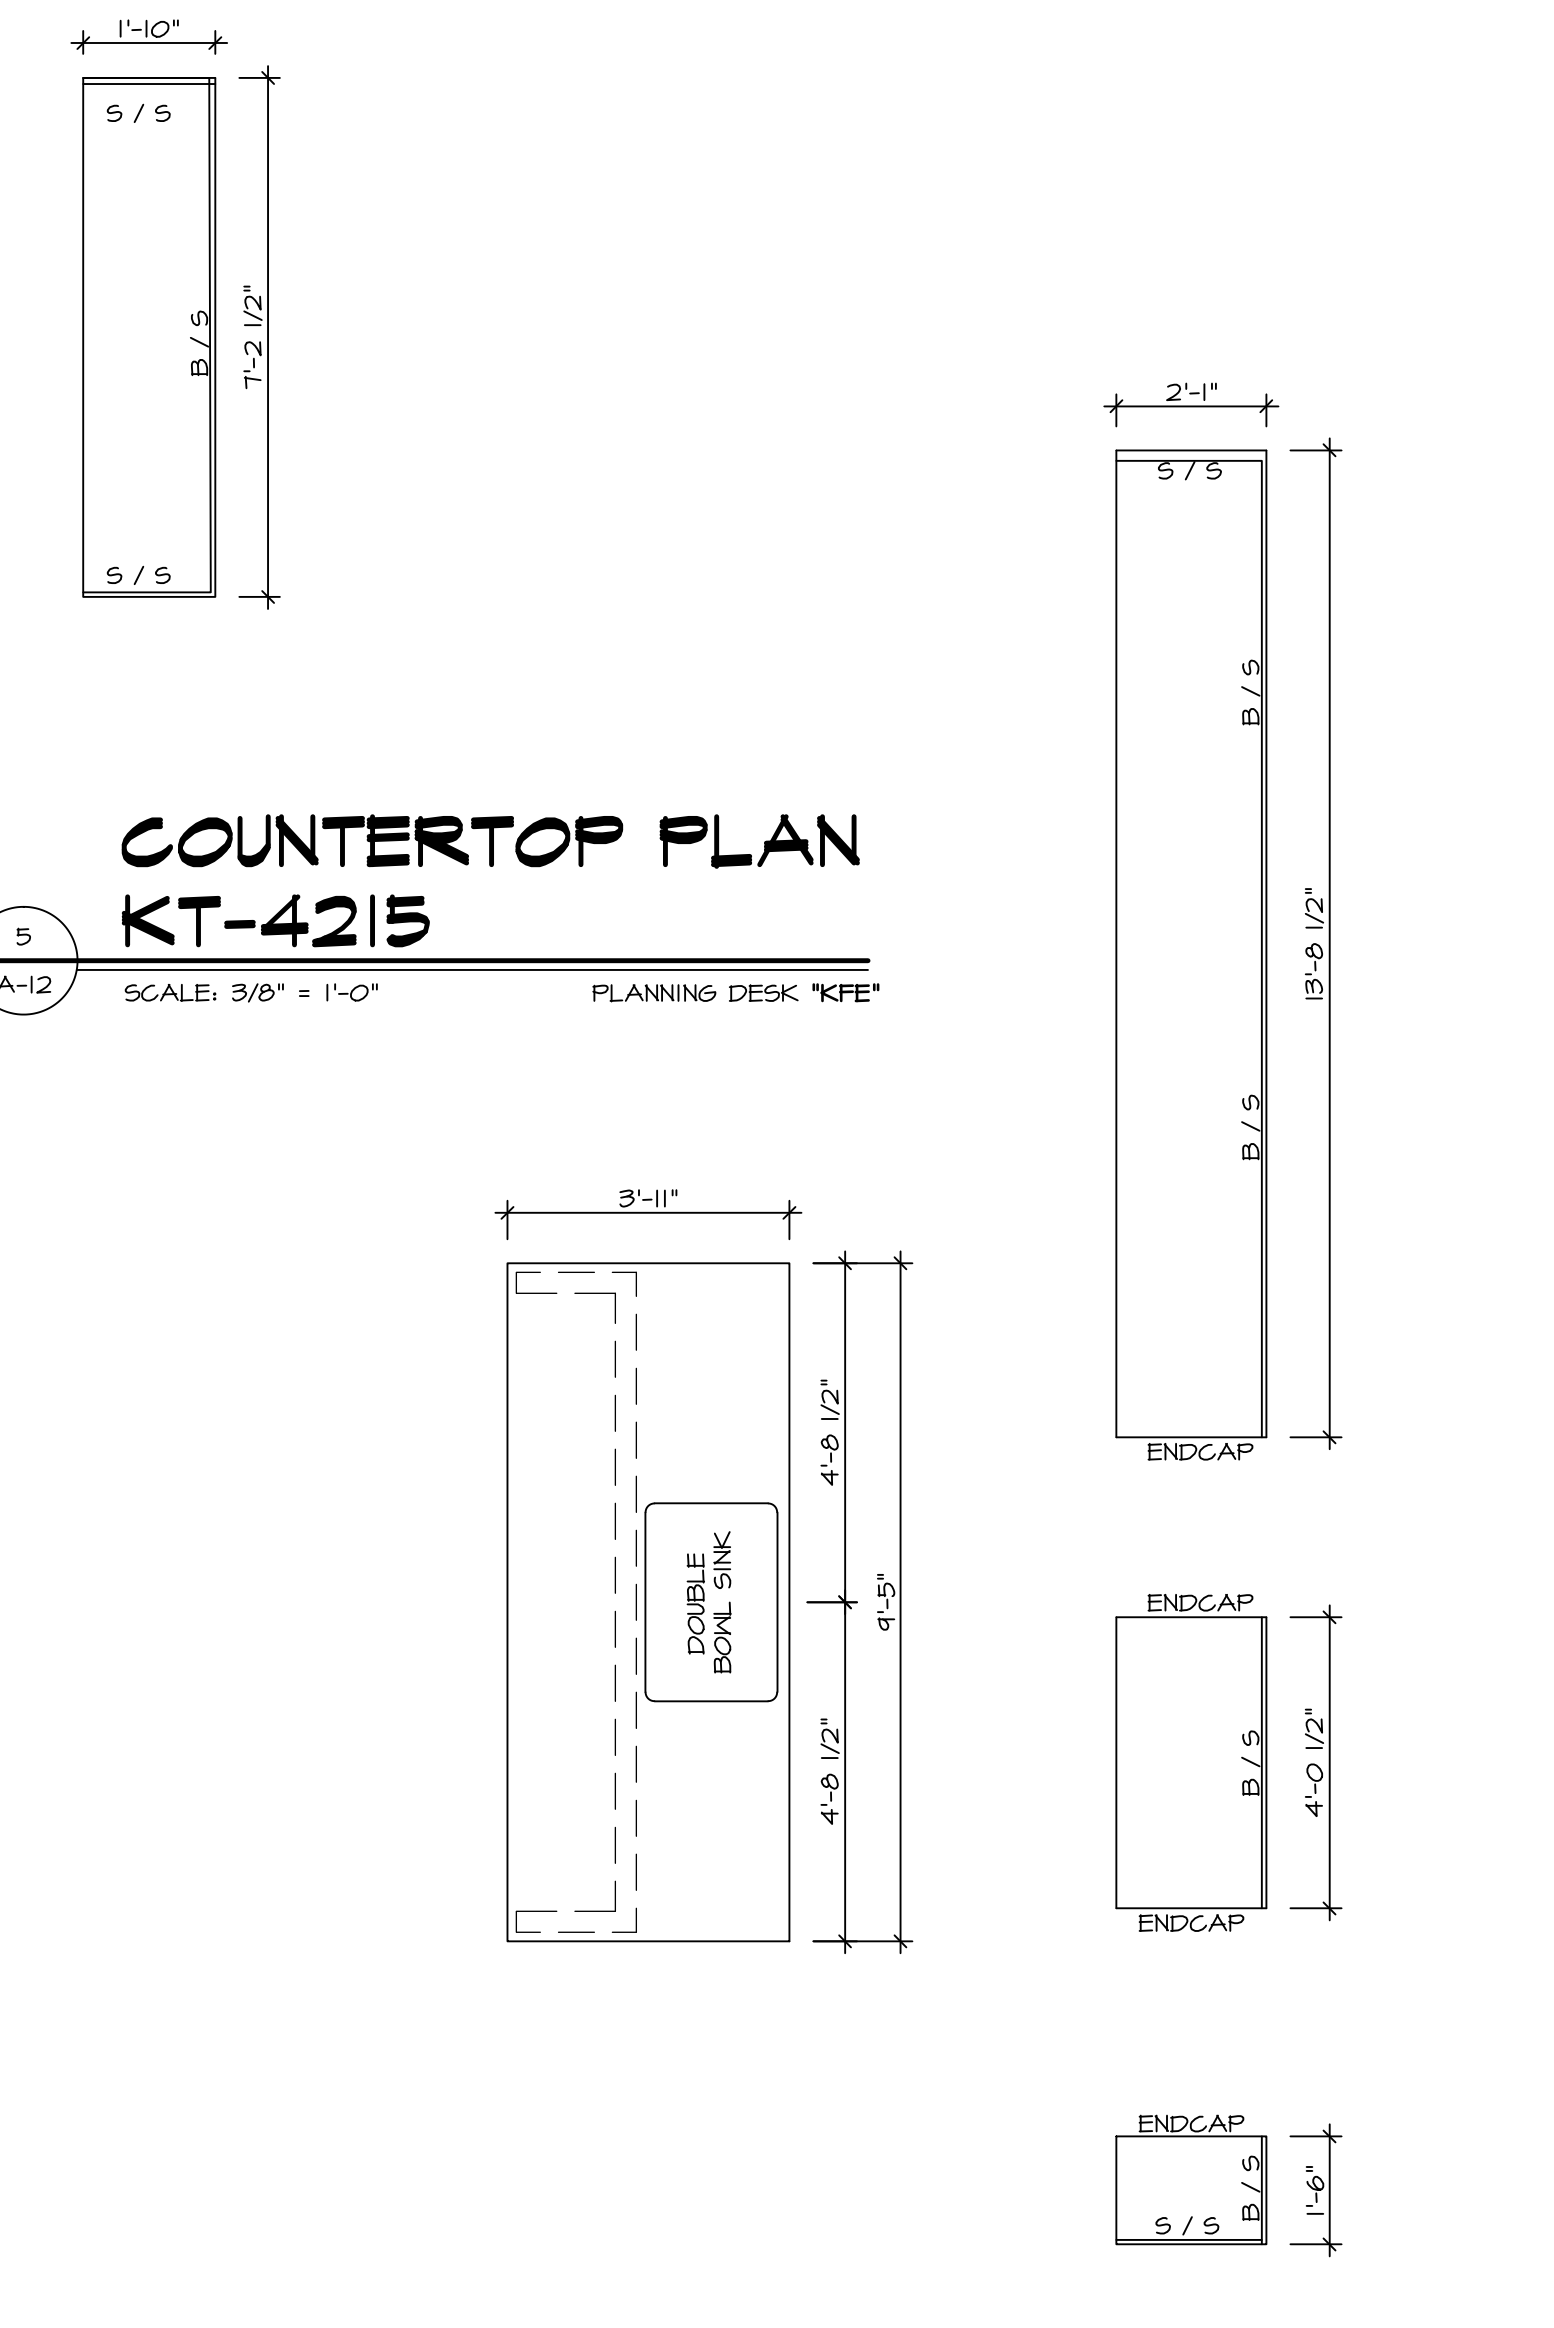 1'-10"
S / S
B / S
7'-2 1/2"
S / S
2'-1"
S / S
B / S
13'-8 1/2"
B / S
ENDCAP
COUNTERTOP PLAN
KT-4215
5
A-12
SCALE: 3/8" = 1'-0"
PLANNING DESK "KFE"
3'-11"
4'-8 1/2"
DOUBLE
BOWL SINK
9'-5"
4'-8 1/2"
ENDCAP
B / S
4'-0 1/2"
ENDCAP
ENDCAP
B / S
1'-6"
S / S